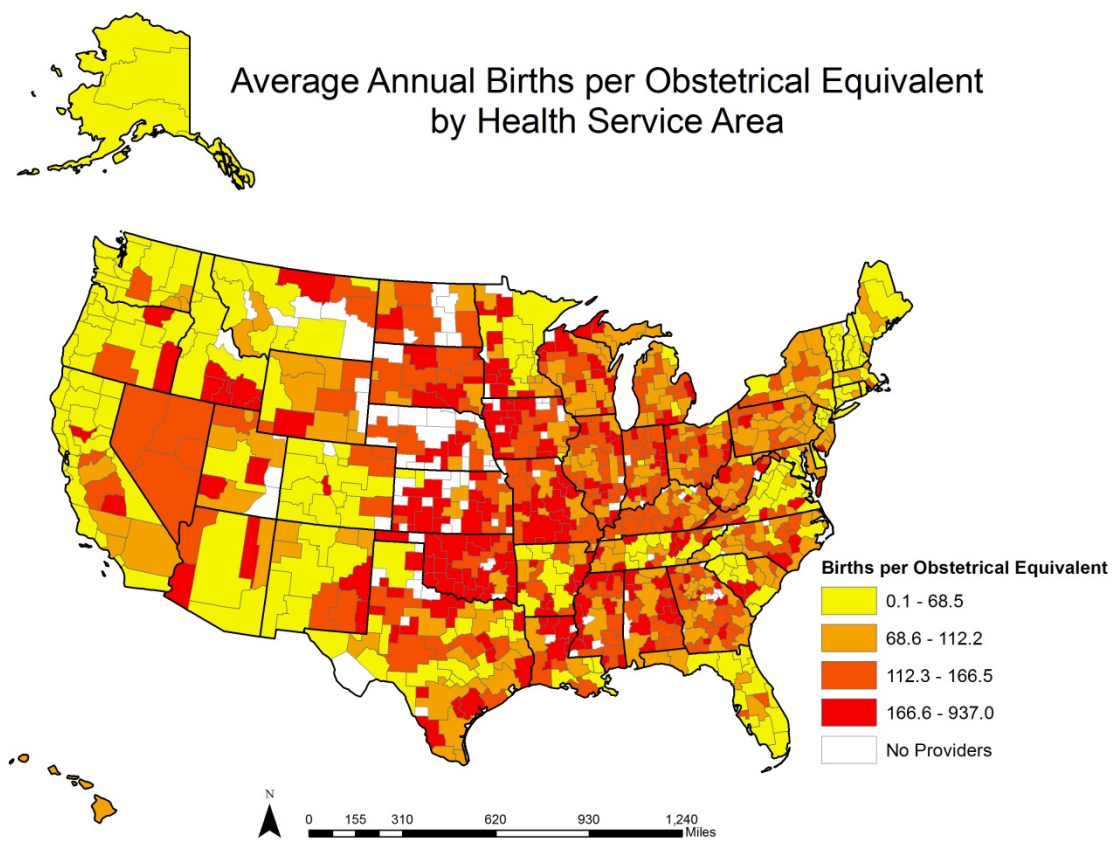 Average Annual Births per Obstetrical Equivalent
by Health Service Area
Births per Obstetrical Equivalent
0.1 - 68.5
68.6 - 112.2
112.3 - 166.5
166.6 - 937.0
No Providers
N
0 155 310 620 930 1,240
Miles